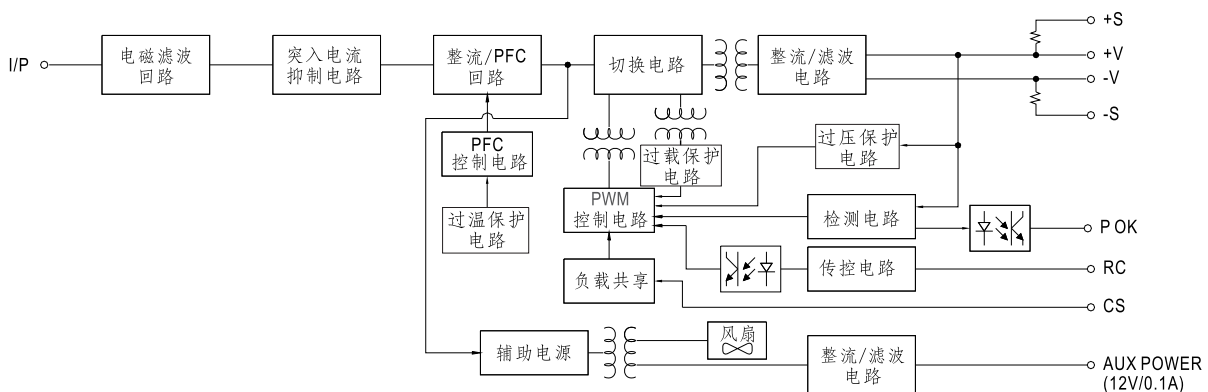 I/P
电磁滤波
回路
突入电流
抑制电路
整流/PFC
回路
切换电路
整流/滤波
电路
+S
+V
-V
-S
PFC
控制电路
过温保护
电路
过载保护
电路
过压保护
电路
PWM
控制电路
检测电路
P OK
负载共享
传控电路
RC
CS
辅助电源
风扇
整流/滤波
电路
AUX POWER
(12V/0.1A)